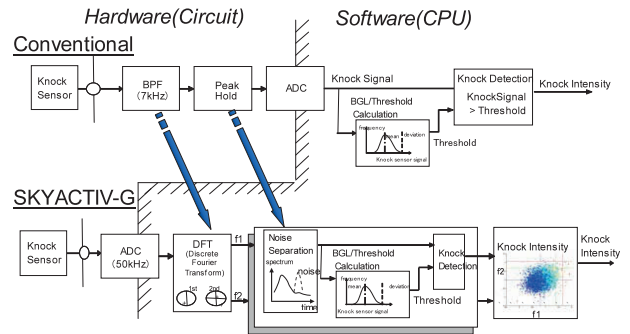 Hardware(Circuit)
Software(CPU)
Conventional
Knock
Sensor
BPF
(7kHz)
Peak
Hold
ADC
Knock Signal
BGL/Threshold
Calculation
frequency
mean
deviation
Knock sensor signal
Threshold
Knock Detection
KnockSignal
> Threshold
Knock Intensity
SKYACTIV-G
Knock
Sensor
ADC
(50kHz)
DFT
(Discrete
Fourier
Transform)
1st
2nd
f1
f2
Noise
Separation
spectrum
noise
time
BGL/Threshold
Calculation
frequency
mean
deviation
Knock sensor signal
Threshold
Knock
Detection
Knock Intensity
f2
f1
Knock
Intensity